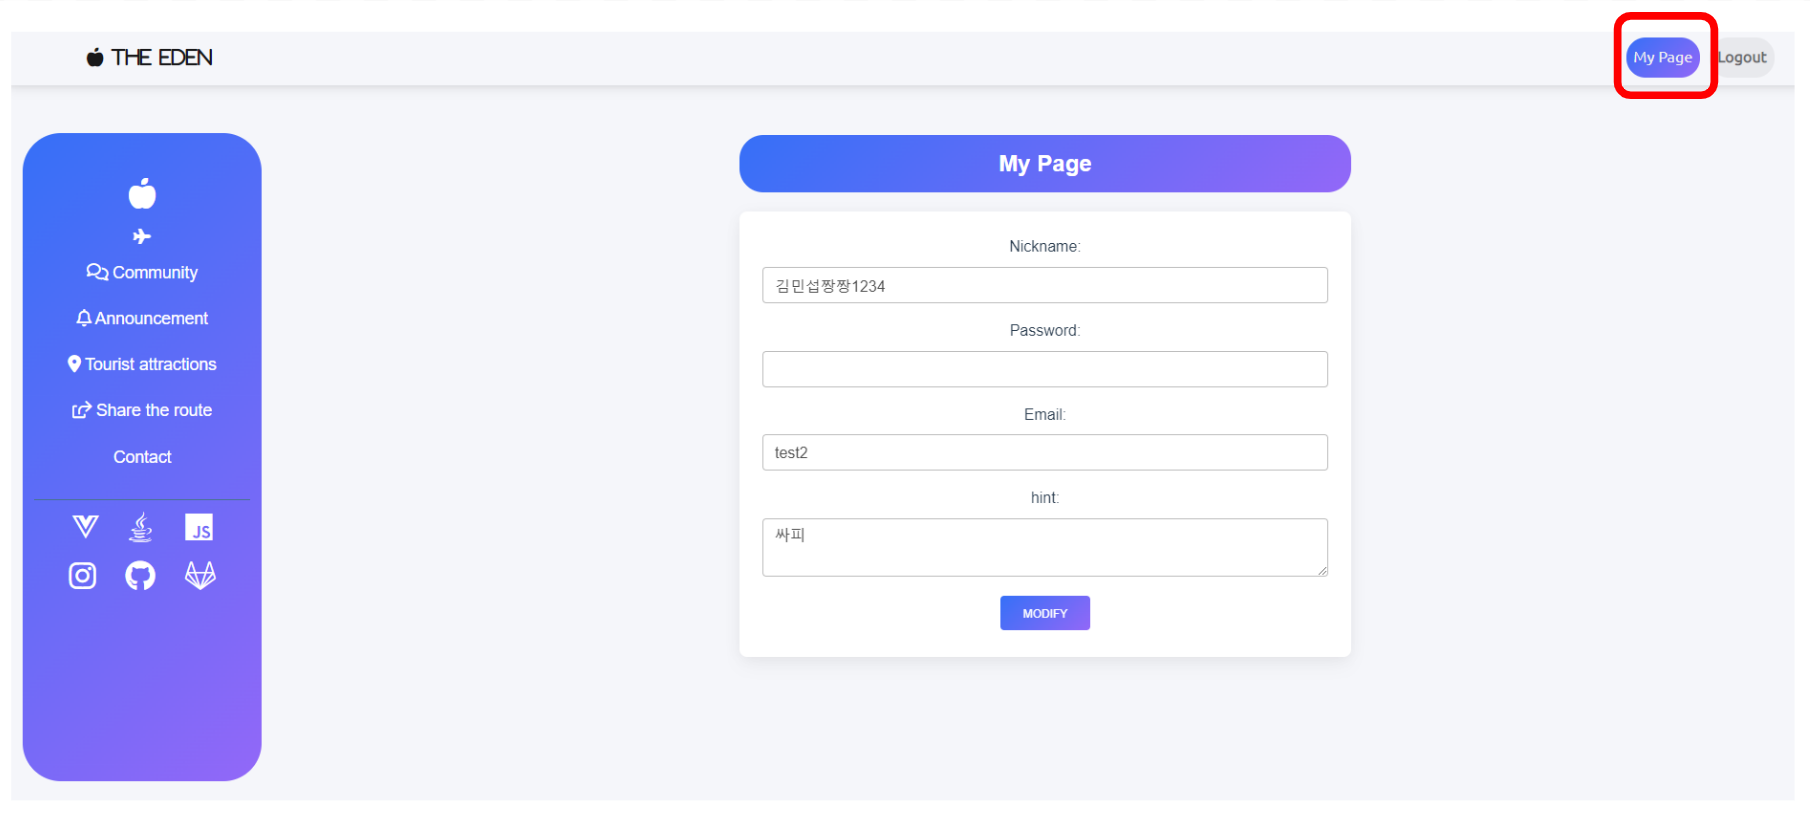 THE EDEN
My Page
Logout
Community
Announcement
Tourist attractions
Share the route
Contact
JS
My Page
Nickname:
김민섭짱짱1234
Password:
Email:
test2
hint:
싸피
MODIFY